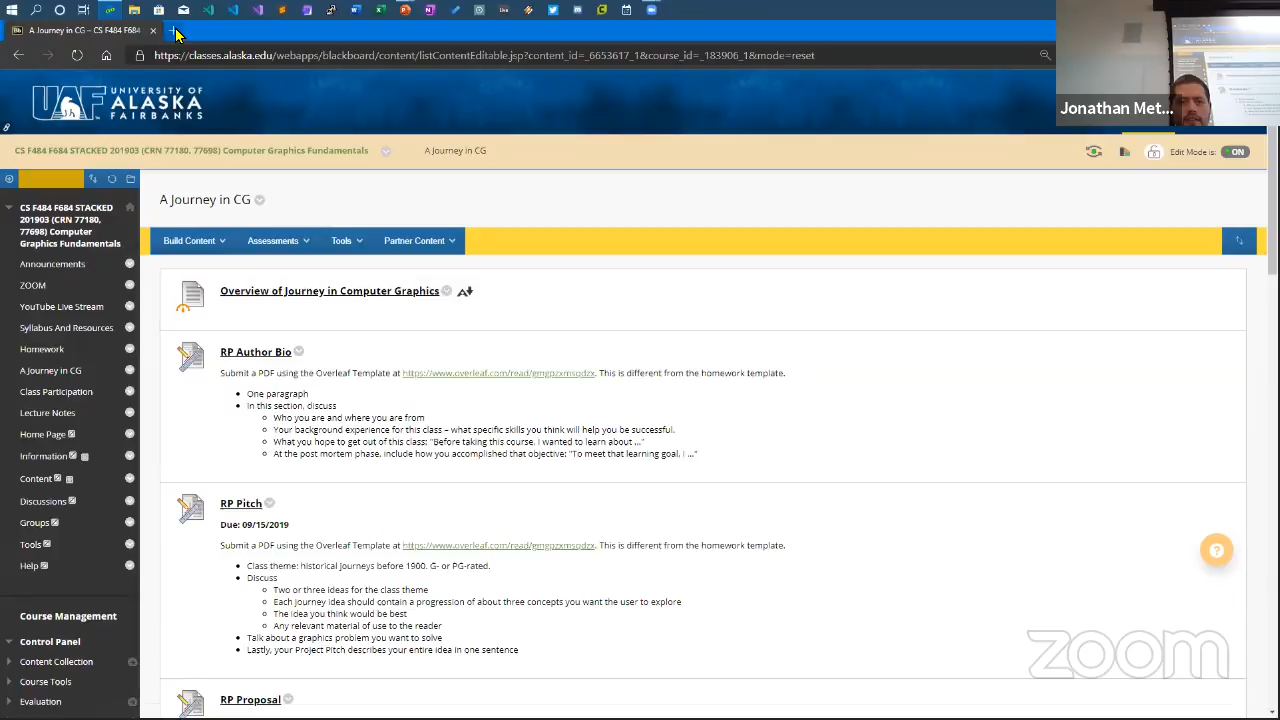 A Journey in CG – CS F484 F684
https://classes.alaska.edu/webapps/blackboard/content/listContentEditable.jsp?content_id=_6653617_1&course_id=_183906_1&mode=reset
Jonathan Met...
UAF UNIVERSITY OF ALASKA FAIRBANKS
CS F484 F684 STACKED 201903 (CRN 77180, 77698) Computer Graphics Fundamentals
A Journey in CG
Edit Mode is: ON
CS F484 F684 STACKED
201903 (CRN 77180,
77698) Computer
Graphics Fundamentals
Announcements
ZOOM
YouTube Live Stream
Syllabus And Resources
Homework
A Journey in CG
Class Participation
Lecture Notes
Home Page
Information
Content
Discussions
Groups
Tools
Help
Course Management
Control Panel
Content Collection
Course Tools
Evaluation
A Journey in CG
Build Content
Assessments
Tools
Partner Content
Overview of Journey in Computer Graphics
RP Author Bio
Submit a PDF using the Overleaf Template at https://www.overleaf.com/read/gmgpzxmsqdzx. This is different from the homework template.
One paragraph
In this section, discuss
Who you are and where you are from
Your background experience for this class – what specific skills you think will help you be successful.
What you hope to get out of this class: "Before taking this course, I wanted to learn about ..."
At the post mortem phase, include how you accomplished that objective: "To meet that learning goal, I ..."
RP Pitch
Due: 09/15/2019
Submit a PDF using the Overleaf Template at https://www.overleaf.com/read/gmgpzxmsqdzx. This is different from the homework template.
Class theme: historical journeys before 1900. G- or PG-rated.
Discuss
Two or three ideas for the class theme
Each journey idea should contain a progression of about three concepts you want the user to explore
The idea you think would be best
Any relevant material of use to the reader
Talk about a graphics problem you want to solve
Lastly, your Project Pitch describes your entire idea in one sentence
RP Proposal
zoom